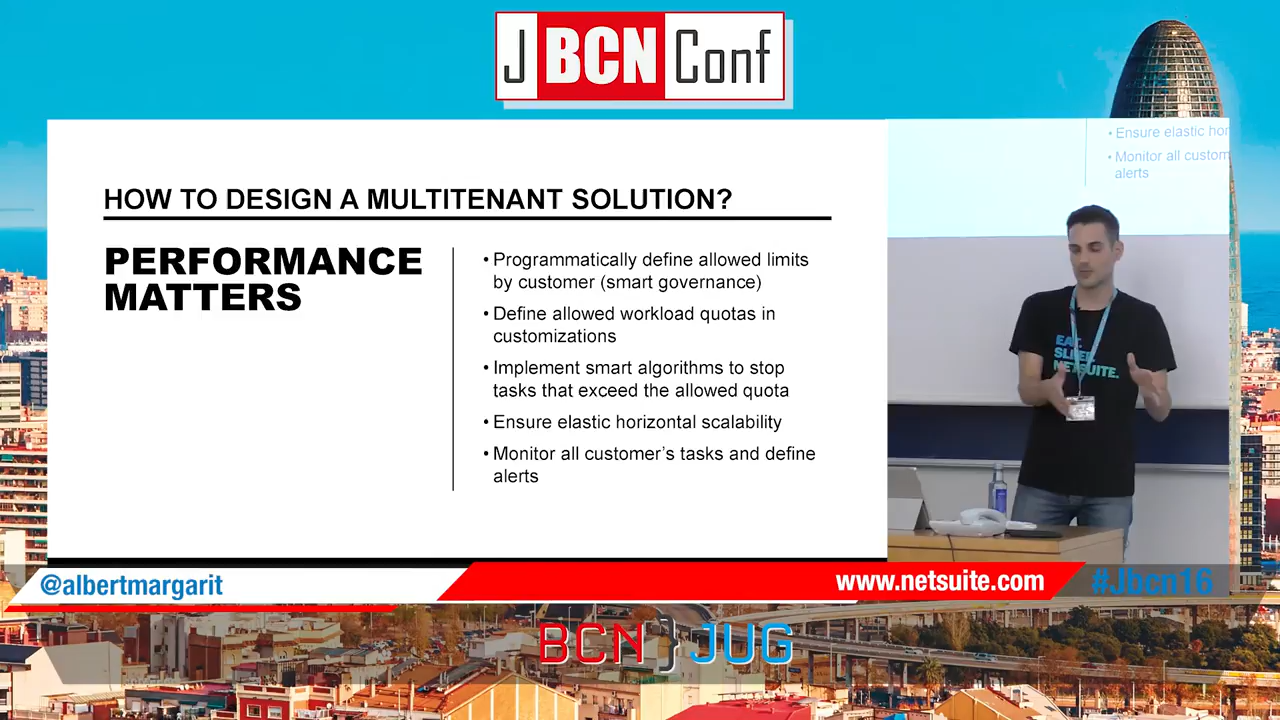 J BCN Conf
HOW TO DESIGN A MULTITENANT SOLUTION?
PERFORMANCE
MATTERS
• Programmatically define allowed limits
by customer (smart governance)
• Define allowed workload quotas in
customizations
• Implement smart algorithms to stop
tasks that exceed the allowed quota
• Ensure elastic horizontal scalability
• Monitor all customer's tasks and define
alerts
• Ensure elastic hor
• Monitor all custom
alerts
EAT.
SLEEP.
NETSUITE.
@albertmargarit
www.netsuite.com
#Jbcn16
BCN JUG